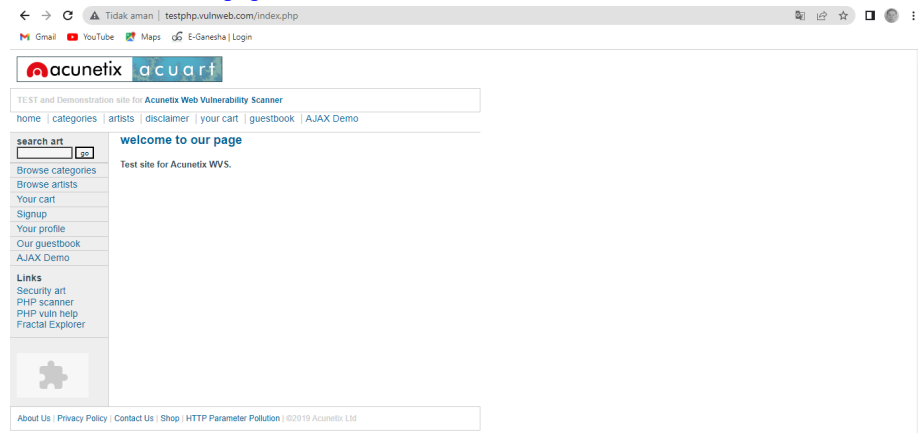 Tidak aman | testphp.vulnweb.com/index.php
Gmail YouTube Maps E-Ganesha | Login
acunetix acuart
TEST and Demonstration site for Acunetix Web Vulnerability Scanner
home | categories | artists | disclaimer | your cart | guestbook | AJAX Demo
search art
go
Browse categories
Browse artists
Your cart
Signup
Your profile
Our guestbook
AJAX Demo
Links
Security art
PHP scanner
PHP vuln help
Fractal Explorer
welcome to our page
Test site for Acunetix WVS.
About Us | Privacy Policy | Contact Us | Shop | HTTP Parameter Pollution | ©2019 Acunetix Ltd